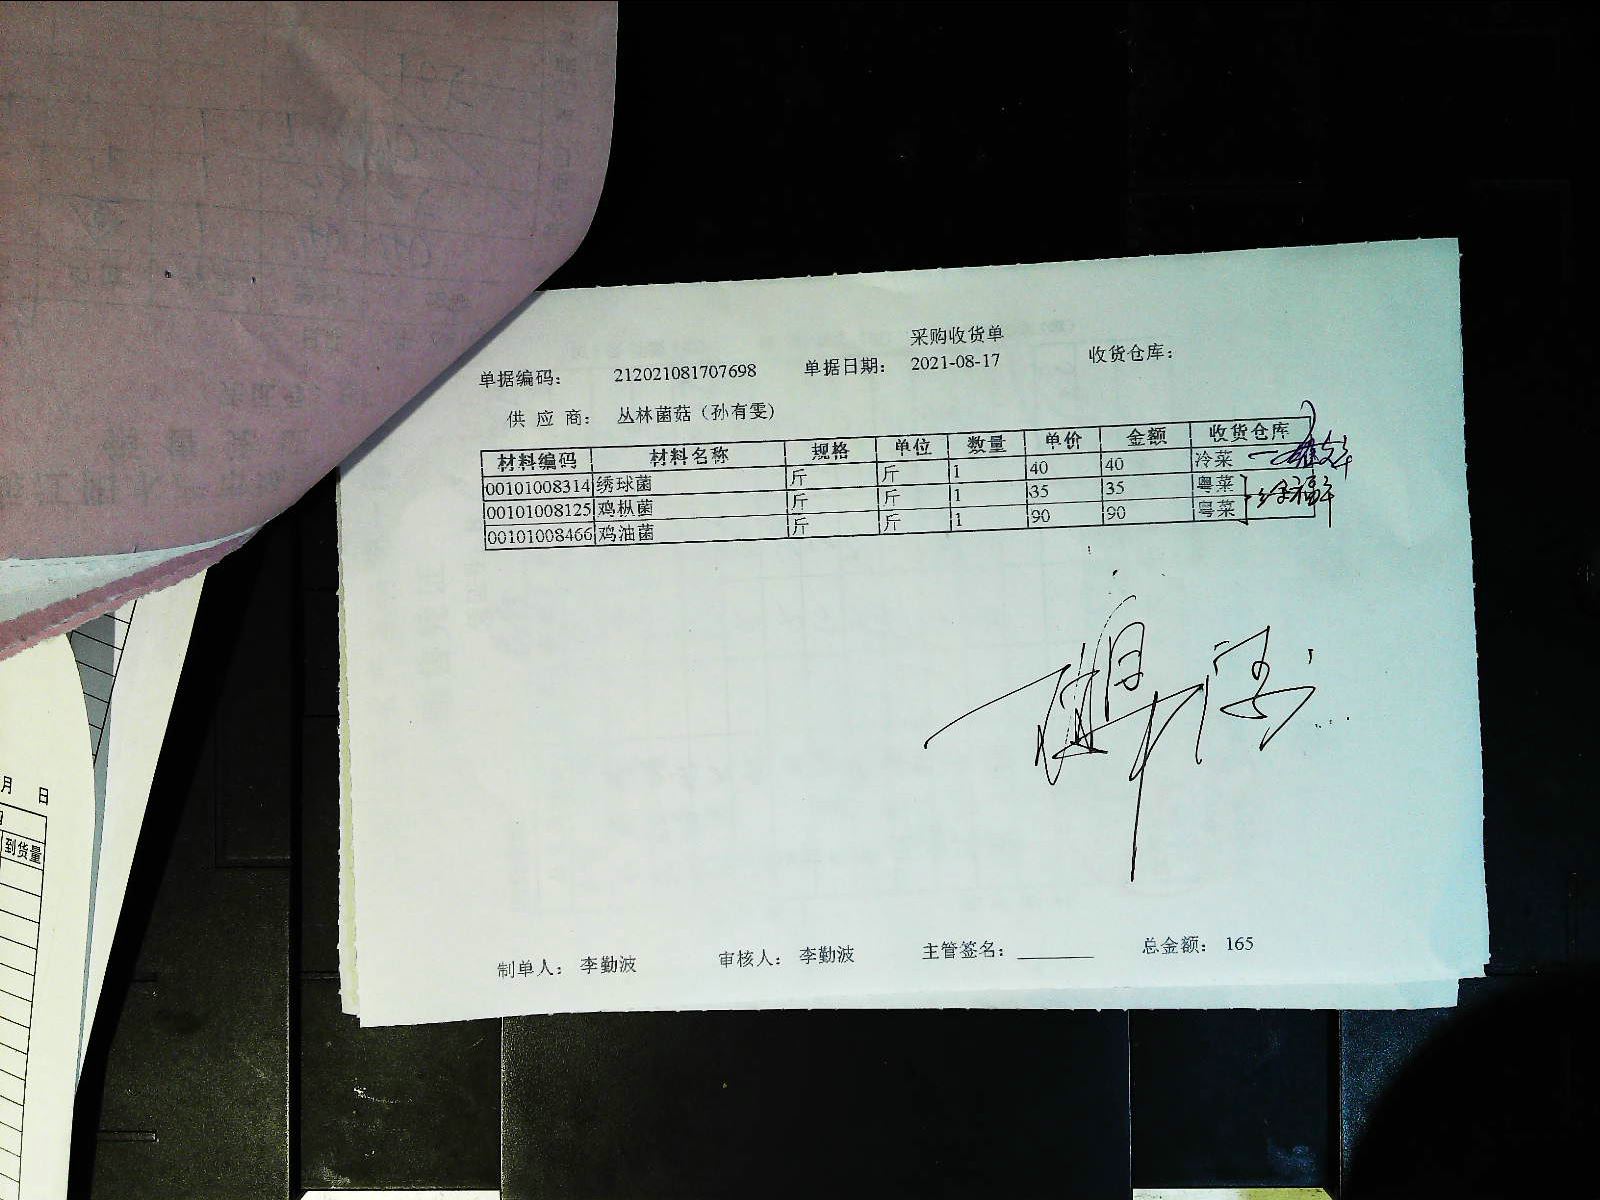 采购收货单
单据编码： 212021081707698 单据日期： 2021-08-17 收货仓库：
供 应 商： 丛林菌菇（孙有雯）
材料编码 材料名称 规格 单位 数量 单价 金额 收货仓库
00101008314 绣球菌 斤 斤 1 40 40 冷菜
00101008125 鸡枞菌 斤 斤 1 35 35 粤菜
00101008466 鸡油菌 斤 斤 1 90 90 粤菜
制单人： 李勤波 审核人： 李勤波 主管签名： 总金额： 165
月 日
到货量